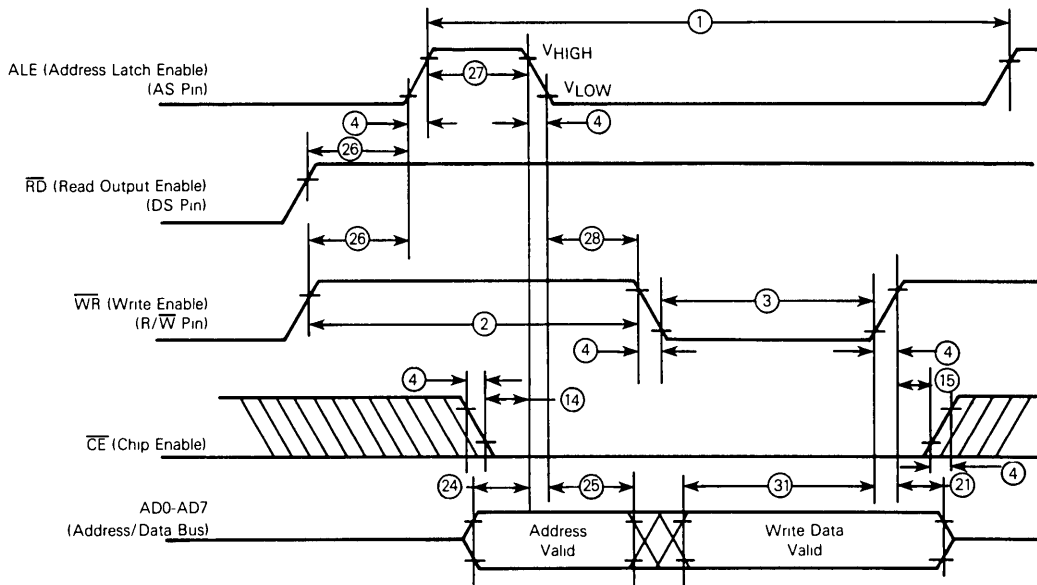 1
ALE (Address Latch Enable)
(AS Pin)
VHIGH
27
VLOW
4
4
26
RD (Read Output Enable)
(DS Pin)
26
28
WR (Write Enable)
(R/W Pin)
3
2
4
4
4
15
14
CE (Chip Enable)
4
24
25
31
21
AD0-AD7
(Address/Data Bus)
Address
Valid
Write Data
Valid